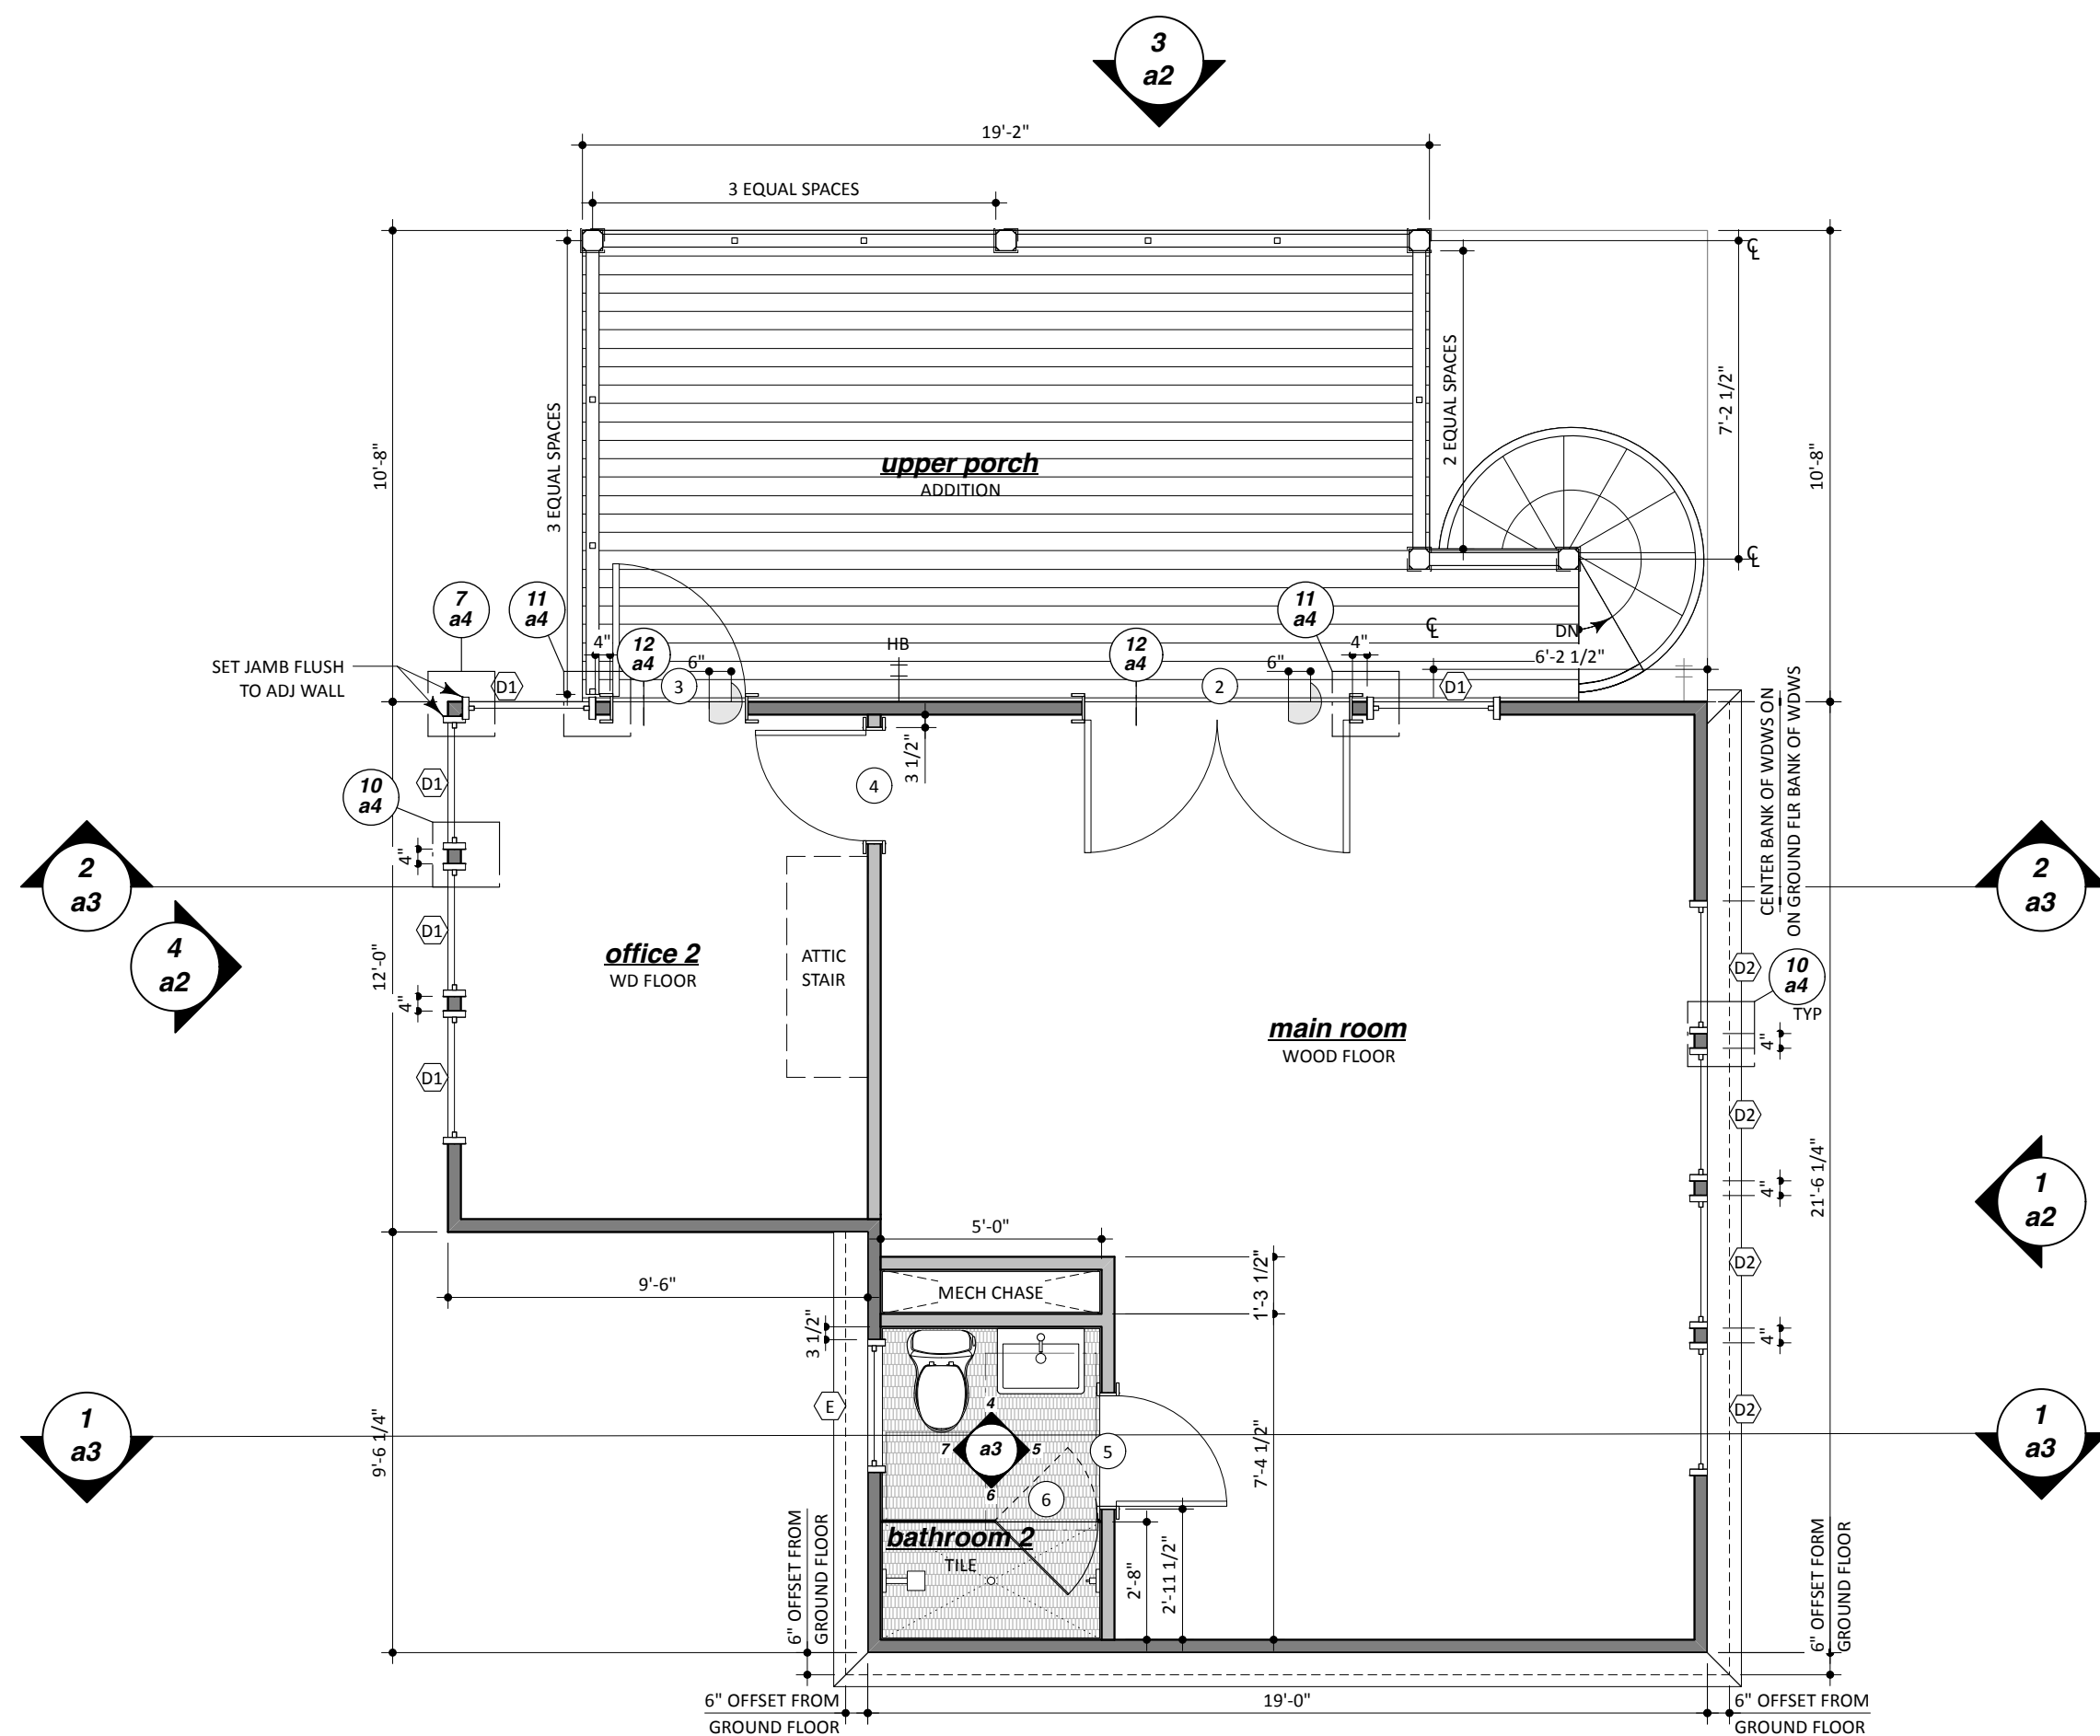 3
a2
19'-2"
3 EQUAL SPACES
℄
10'-8"
3 EQUAL SPACES
2 EQUAL SPACES
7'-2 1/2"
10'-8"
upper porch
ADDITION
℄
7
a4
11
a4
11
a4
4"
12
a4
6"
3
HB
12
a4
6"
2
4"
℄
DN
6'-2 1/2"
D1
SET JAMB FLUSH
TO ADJ WALL
D1
3 1/2"
4
D1
10
a4
4"
CENTER BANK OF WDWS ON
ON GROUND FLR BANK OF WDWS
2
a3
2
a3
4
a2
12'-0"
D1
4"
D1
office 2
WD FLOOR
ATTIC
STAIR
main room
WOOD FLOOR
D2
10
a4
TYP
4"
D2
4"
21'-6 1/4"
1
a2
D2
4"
D2
5'-0"
9'-6"
MECH CHASE
1'-3 1/2"
3 1/2"
E
1
a3
9'-6 1/4"
4
7
a3
5
6
5
6
7'-4 1/2"
1
a3
bathroom 2
TILE
2'-8"
2'-11 1/2"
6" OFFSET FROM
GROUND FLOOR
6" OFFSET FORM
GROUND FLOOR
6" OFFSET FROM
GROUND FLOOR
19'-0"
6" OFFSET FROM
GROUND FLOOR